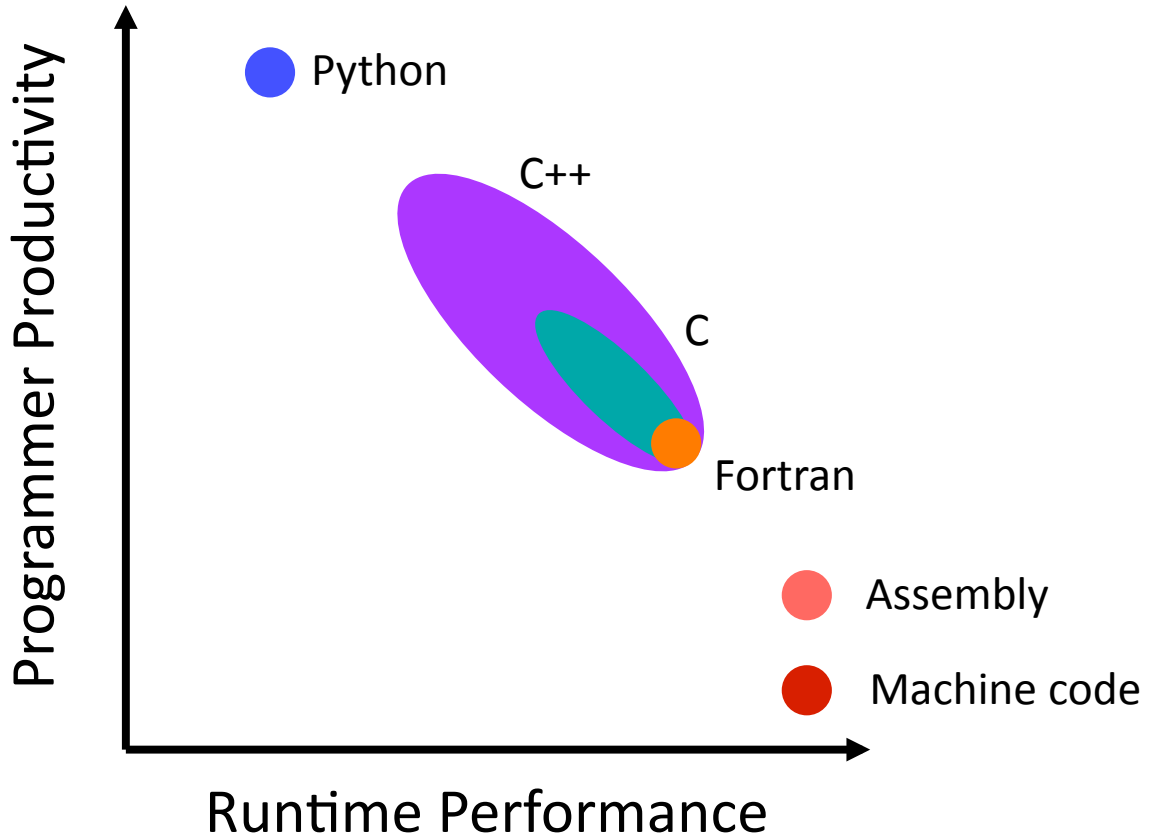 Programmer Productivity
Python
C++
C
Fortran
Assembly
Machine code
Runtime Performance